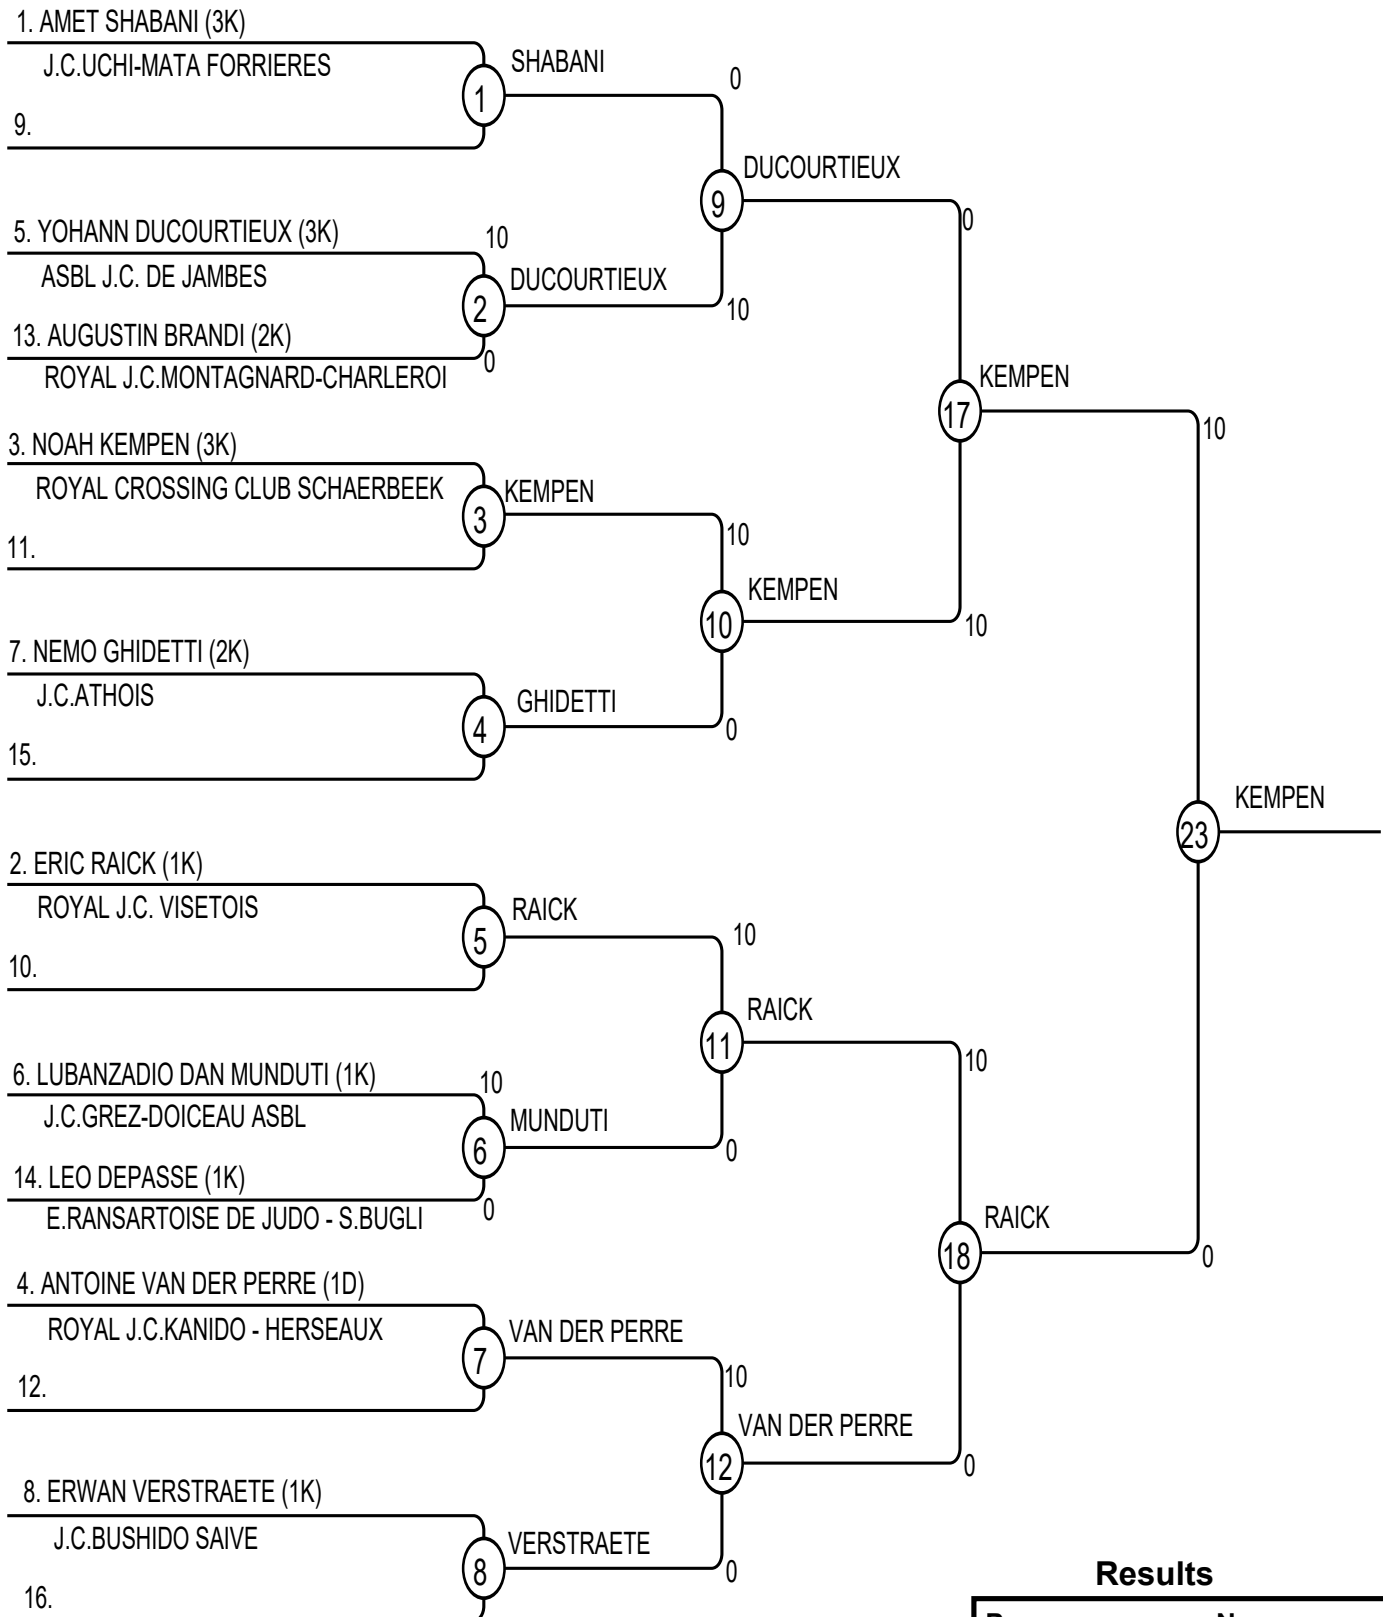 1. AMET SHABANI (3K)
J.C.UCHI-MATA FORRIERES
9.
1
SHABANI
0
5. YOHANN DUCOURTIEUX (3K)
10
ASBL J.C. DE JAMBES
13. AUGUSTIN BRANDI (2K)
0
ROYAL J.C.MONTAGNARD-CHARLEROI
2
DUCOURTIEUX
10
9
DUCOURTIEUX
0
3. NOAH KEMPEN (3K)
ROYAL CROSSING CLUB SCHAERBEEK
11.
3
KEMPEN
10
7. NEMO GHIDETTI (2K)
J.C.ATHOIS
15.
4
GHIDETTI
0
10
KEMPEN
10
17
KEMPEN
10
2. ERIC RAICK (1K)
ROYAL J.C. VISETOIS
10.
5
RAICK
10
6. LUBANZADIO DAN MUNDUTI (1K)
10
J.C.GREZ-DOICEAU ASBL
14. LEO DEPASSE (1K)
0
E.RANSARTOISE DE JUDO - S.BUGLI
6
MUNDUTI
0
11
RAICK
10
4. ANTOINE VAN DER PERRE (1D)
ROYAL J.C.KANIDO - HERSEAUX
12.
7
VAN DER PERRE
10
8. ERWAN VERSTRAETE (1K)
J.C.BUSHIDO SAIVE
16.
8
VERSTRAETE
0
12
VAN DER PERRE
0
18
RAICK
0
23
KEMPEN
Results